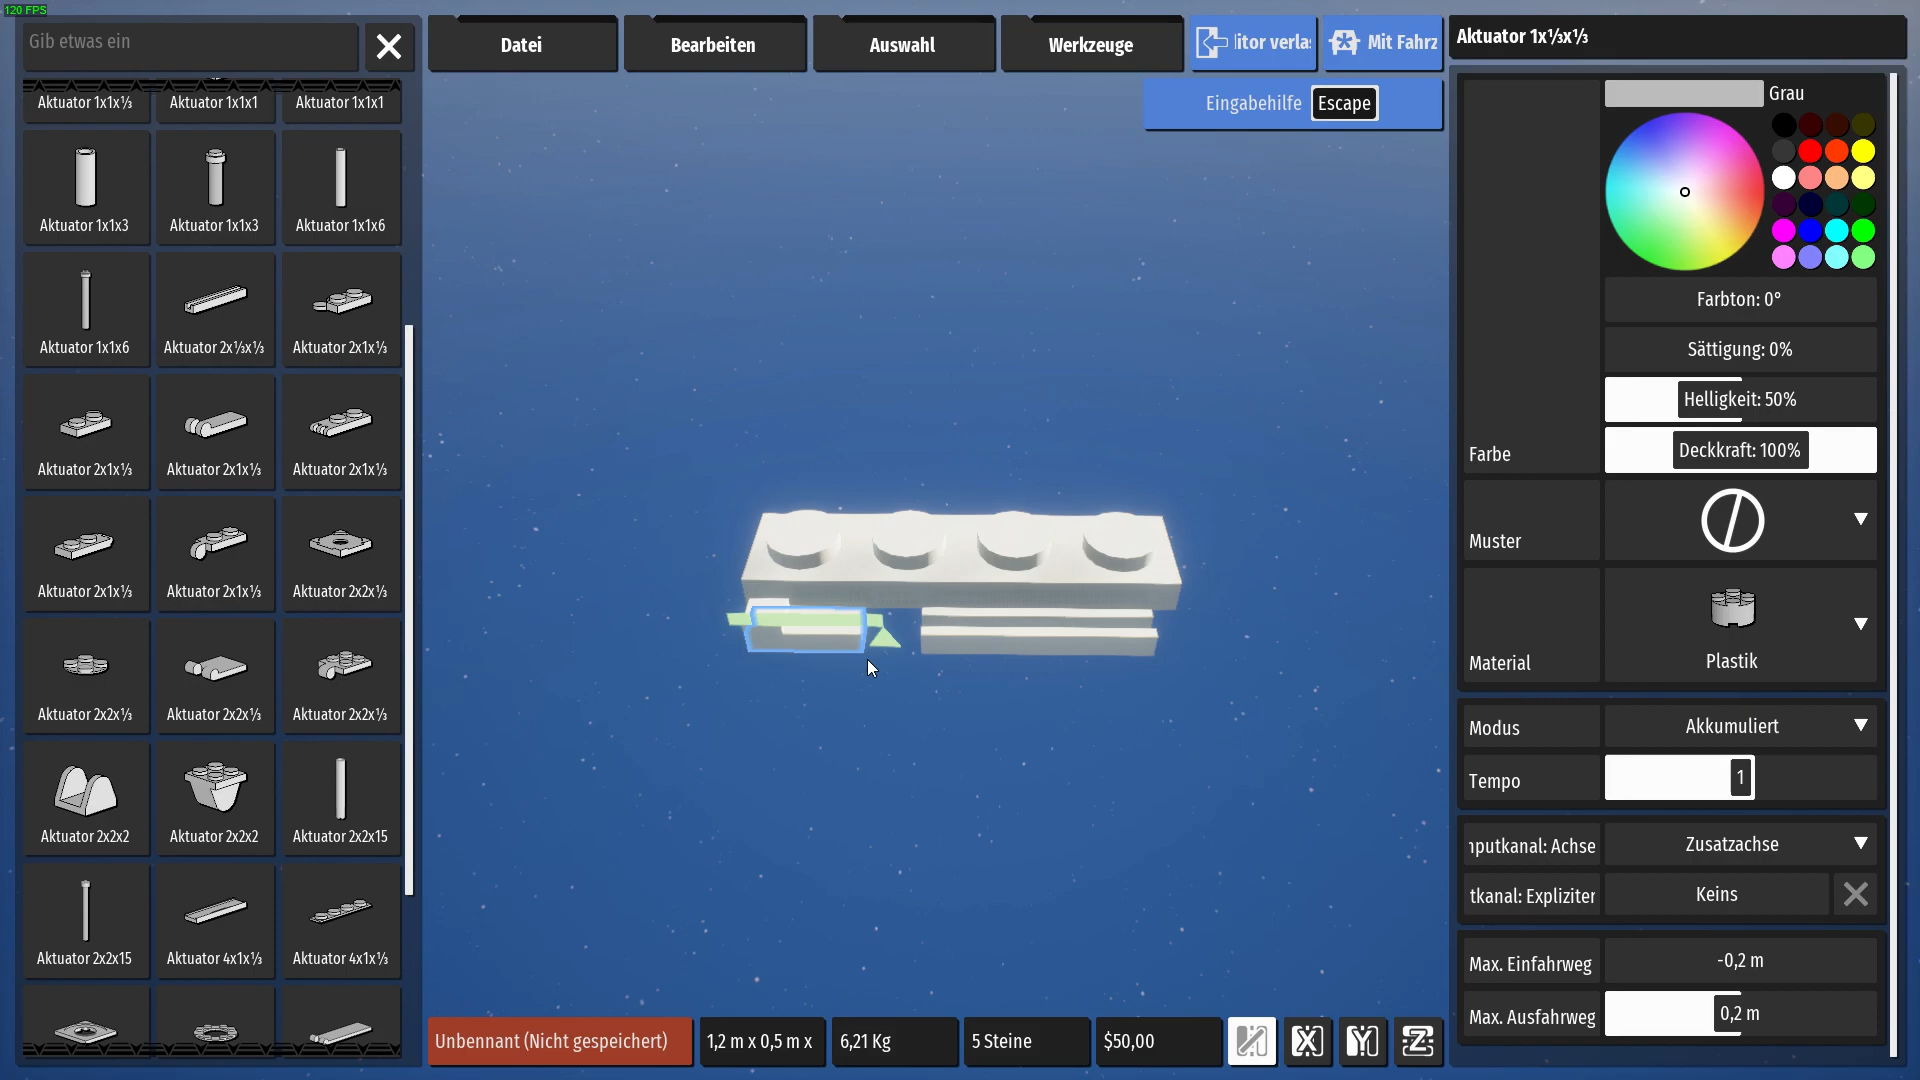 120 FPS
Gib etwas ein
Datei
Bearbeiten
Auswahl
Werkzeuge
itor verla
Mit Fahrz
Aktuator 1x⅓x⅓
Eingabehilfe Escape
Aktuator 1x1x⅓
Aktuator 1x1x1
Aktuator 1x1x1
Aktuator 1x1x3
Aktuator 1x1x3
Aktuator 1x1x6
Aktuator 1x1x6
Aktuator 2x⅓x⅓
Aktuator 2x1x⅓
Aktuator 2x1x⅓
Aktuator 2x1x⅓
Aktuator 2x1x⅓
Aktuator 2x1x⅓
Aktuator 2x1x⅓
Aktuator 2x2x⅓
Aktuator 2x2x⅓
Aktuator 2x2x⅓
Aktuator 2x2x⅓
Aktuator 2x2x2
Aktuator 2x2x2
Aktuator 2x2x15
Aktuator 2x2x15
Aktuator 4x1x⅓
Aktuator 4x1x⅓
Grau
Farbton: 0°
Sättigung: 0%
Helligkeit: 50%
Farbe
Deckkraft: 100%
Muster
Material
Plastik
Modus
Akkumuliert
Tempo
1
nputkanal: Achse
Zusatzachse
tkanal: Expliziter
Keins
Max. Einfahrweg
-0,2 m
Max. Ausfahrweg
0,2 m
Unbennant (Nicht gespeichert)
1,2 m x 0,5 m x
6,21 Kg
5 Steine
$50,00
X
Y
Z